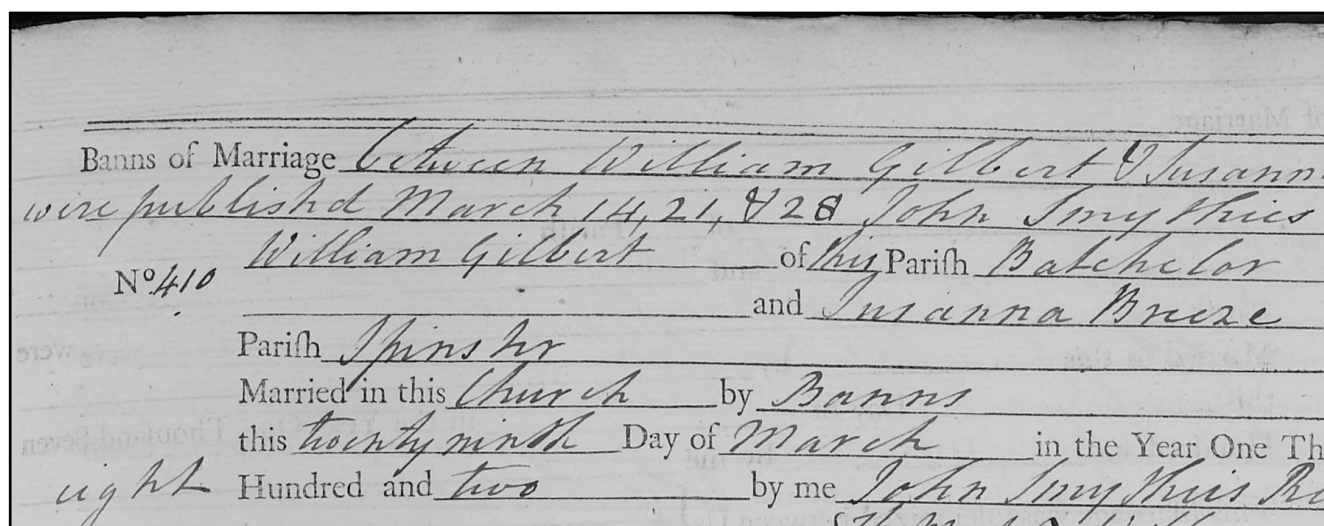 Banns of Marriage between William Gilbert & Susann
were published March 14, 21, & 28 John Smythies
William Gilbert of this Pariſh Batchelor
Nº 410
and Susanna Breeze
Pariſh Spinster
Married in this Church by Banns
this twenty ninth Day of March in the Year One Th
eight Hundred and two by me John Smythies